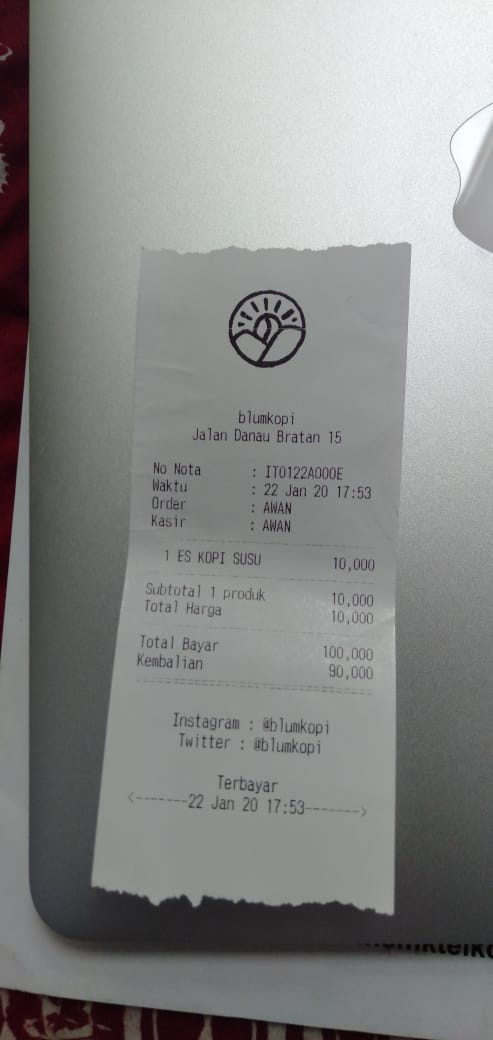 blumkopi
Jalan Danau Bratan 15
No Nota : IT0122A000E
Waktu : 22 Jan 20 17:53
Order : AWAN
Kasir : AWAN
1 ES KOPI SUSU 10,000
Subtotal 1 produk 10,000
Total Harga 10,000
Total Bayar 100,000
Kembalian 90,000
Instagram : @blumkopi
Twitter : @blumkopi
Terbayar
<-------22 Jan 20 17:53------->